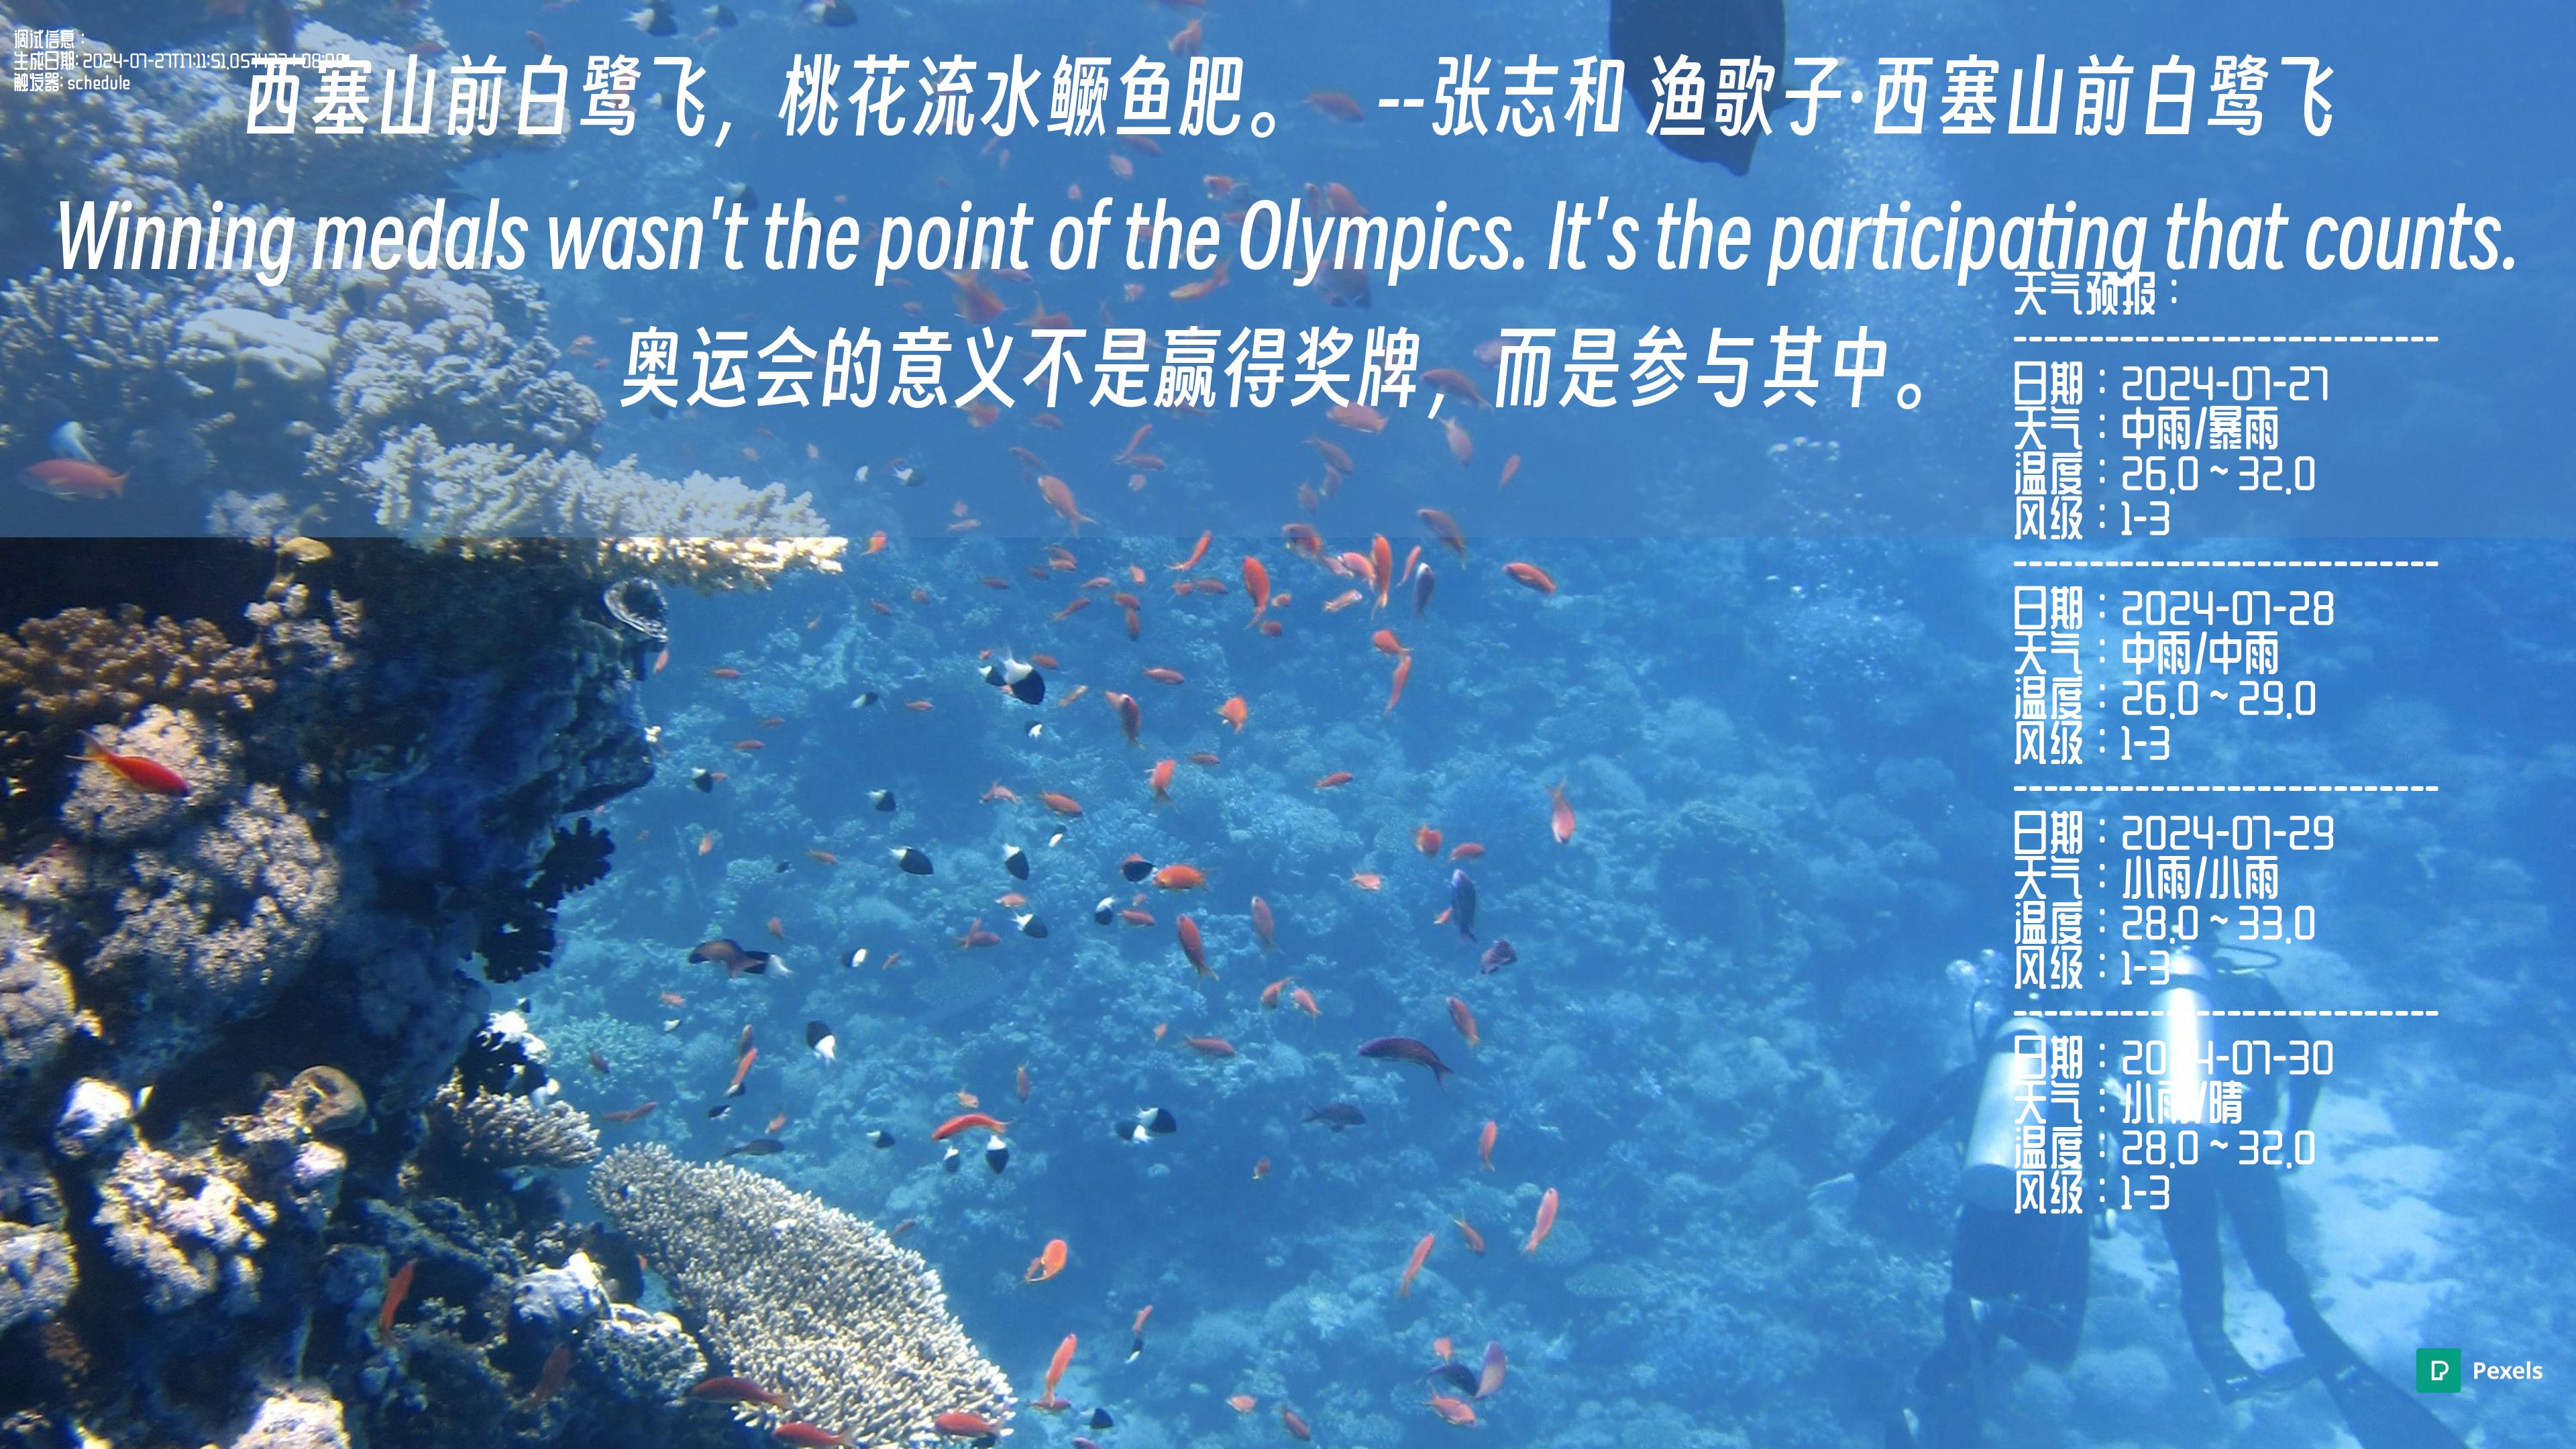 调试信息：
生成日期: 2024-07-27T17:11:51.057423+08:00
触发器: schedule
西塞山前白鹭飞，桃花流水鳜鱼肥。 --张志和 渔歌子·西塞山前白鹭飞
Winning medals wasn't the point of the Olympics. It's the participating that counts.
奥运会的意义不是赢得奖牌，而是参与其中。
天气预报：
----------------------------
日期：2024-07-27
天气：中雨/暴雨
温度：26.0 ~ 32.0
风级：1-3
----------------------------
日期：2024-07-28
天气：中雨/中雨
温度：26.0 ~ 29.0
风级：1-3
----------------------------
日期：2024-07-29
天气：小雨/小雨
温度：28.0 ~ 33.0
风级：1-3
----------------------------
日期：2024-07-30
天气：小雨/晴
温度：28.0 ~ 32.0
风级：1-3
Pexels